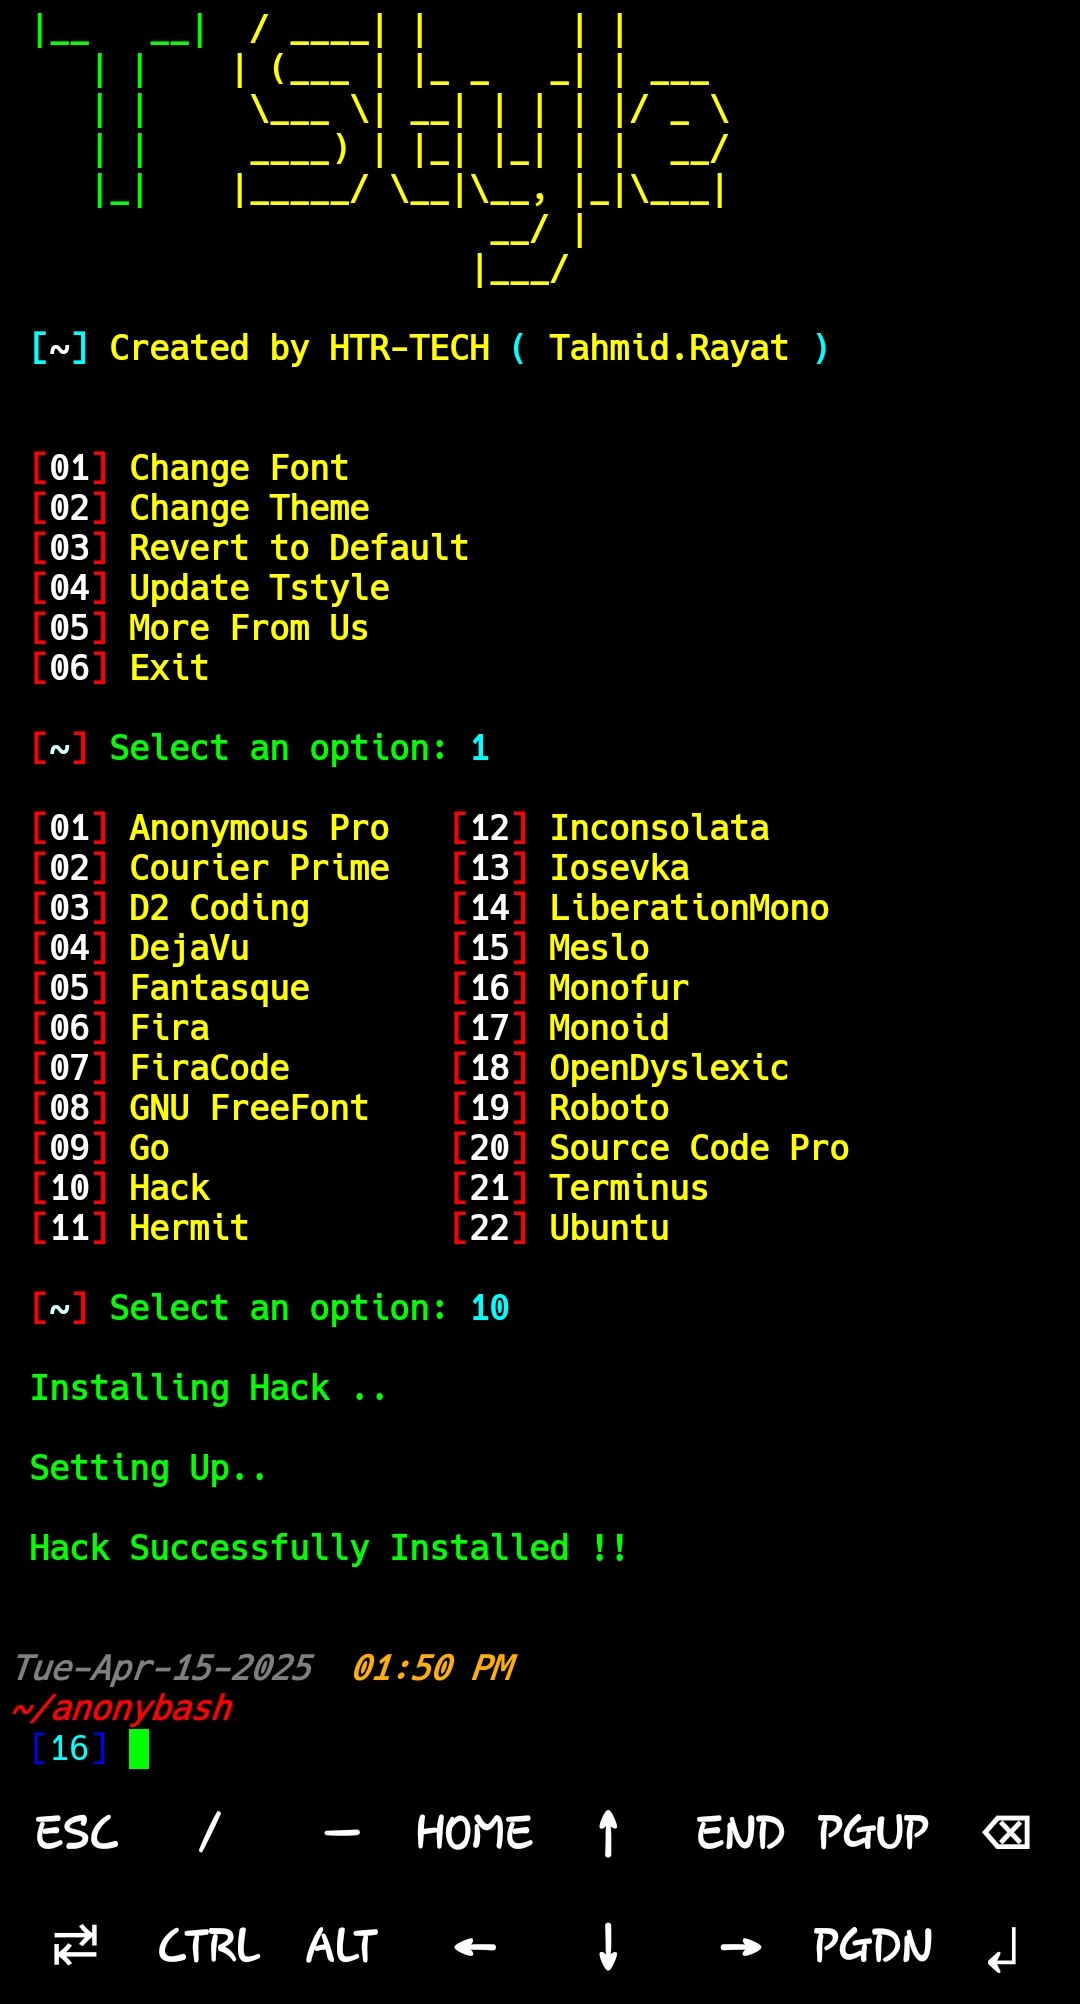 |__   __|  / ____| |       | |
   | |    | (___ | |_ _   _| | ___
   | |     \___ \| __| | | | |/ _ \
   | |     ____) | |_| |_| | |  __/
   |_|    |_____/ \__|\__, |_|\___|
                       __/ |
                      |___/
[~] Created by HTR-TECH ( Tahmid.Rayat )
[01] Change Font
[02] Change Theme
[03] Revert to Default
[04] Update Tstyle
[05] More From Us
[06] Exit
[~] Select an option: 1
[01] Anonymous Pro   [12] Inconsolata
[02] Courier Prime   [13] Iosevka
[03] D2 Coding       [14] LiberationMono
[04] DejaVu          [15] Meslo
[05] Fantasque       [16] Monofur
[06] Fira            [17] Monoid
[07] FiraCode        [18] OpenDyslexic
[08] GNU FreeFont    [19] Roboto
[09] Go              [20] Source Code Pro
[10] Hack            [21] Terminus
[11] Hermit          [22] Ubuntu
[~] Select an option: 10
Installing Hack ..
Setting Up..
Hack Successfully Installed !!
Tue-Apr-15-2025  01:50 PM
~/anonybash
[16]
ESC / — HOME ↑ END PGUP ⌫
↹ CTRL ALT ← ↓ → PGDN ↲